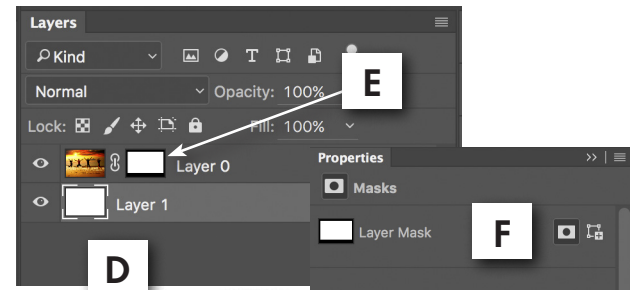 Layers
Kind
Normal Opacity: 100%
E
Lock: Fill: 100%
Layer 0
Layer 1
D
Properties
Masks
Layer Mask
F